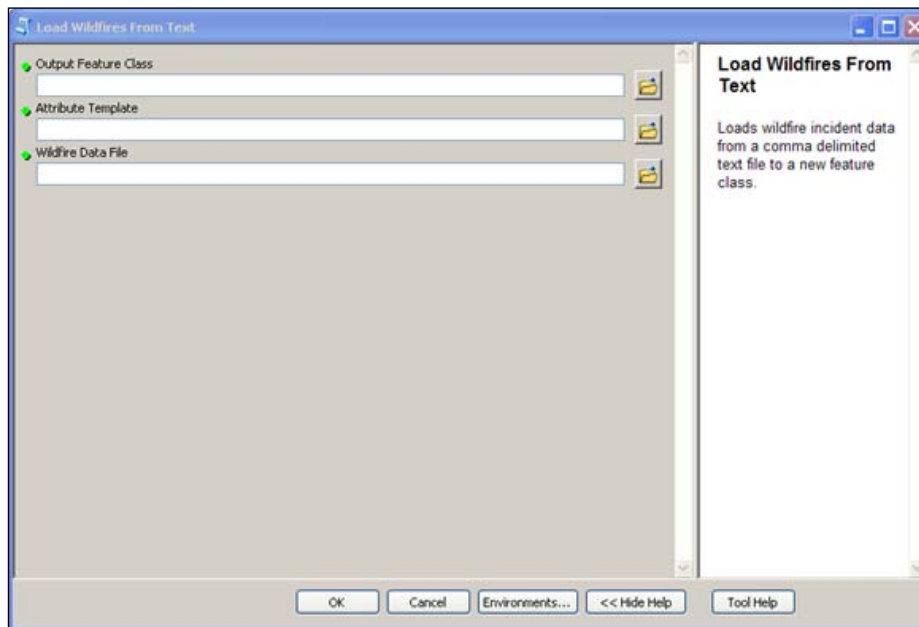 Load Wildfires From Text
Output Feature Class
Attribute Template
Wildfire Data File
Load Wildfires From
Text
Loads wildfire incident data
from a comma delimited
text file to a new feature
class.
OK
Cancel
Environments...
<< Hide Help
Tool Help